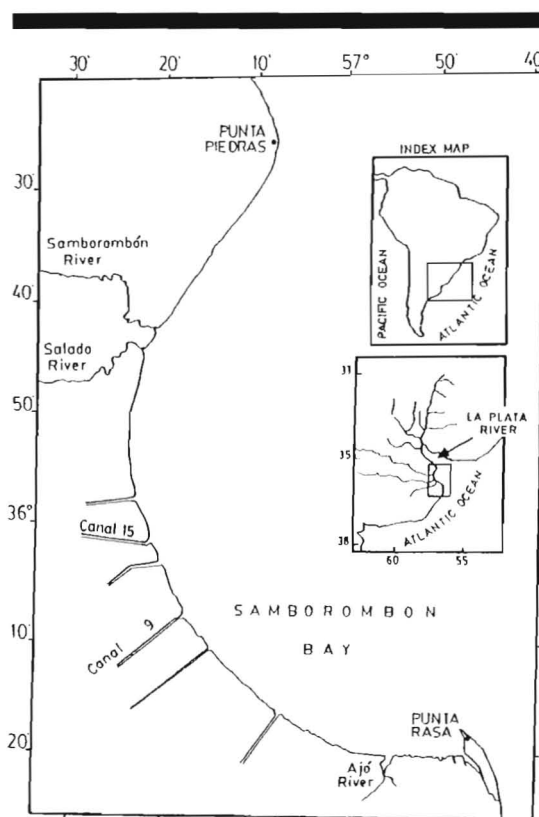 30'
20'
10'
57°
50'
40
PUNTA
PIEDRAS
INDEX MAP
PACIFIC OCEAN
ATLANTIC OCEAN
30'
Samborombón
River
40'
Salado
River
50'
31
LA PLATA
RIVER
35
ATLANTIC OCEAN
38
60
55
36°
Canal 15
10'
Canal 9
SAMBOROMBON
BAY
PUNTA
RASA
20'
Ajó
River